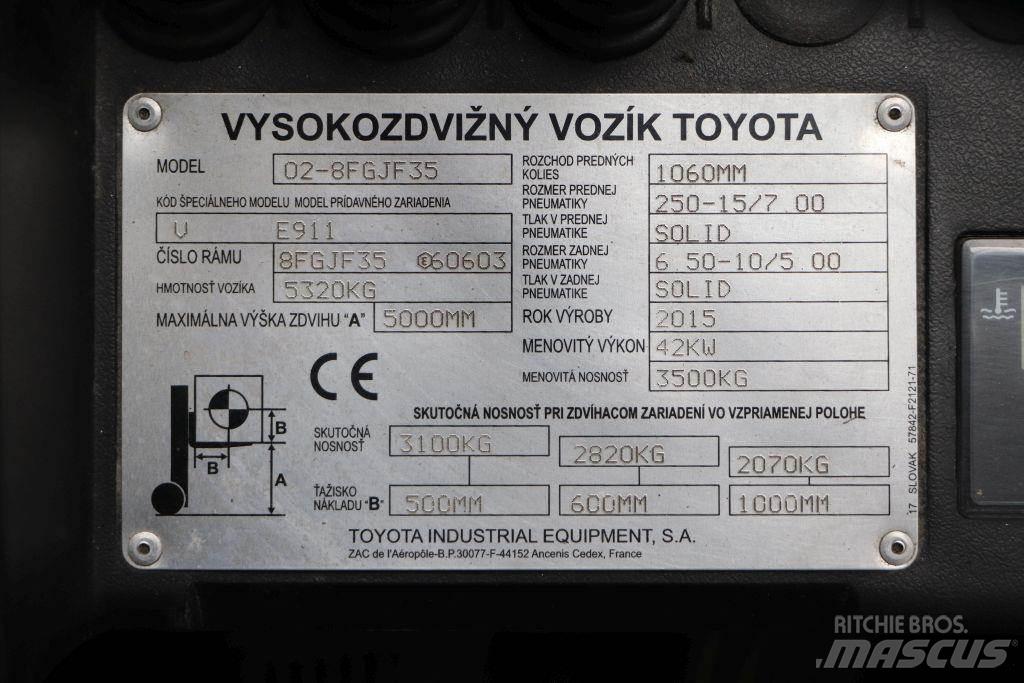 VYSOKOZDVIŽNÝ VOZÍK TOYOTA
MODEL 02-8FGJF35
KÓD ŠPECIÁLNEHO MODELU MODEL PRÍDAVNÉHO ZARIADENIA
V E911
ČÍSLO RÁMU 8FGJF35 E60603
HMOTNOSŤ VOZÍKA 5320KG
MAXIMÁLNA VÝŠKA ZDVIHU "A" 5000MM
ROZCHOD PREDNÝCH
KOLIES 1060MM
ROZMER PREDNEJ
PNEUMATIKY 250-15/7 00
TLAK V PREDNEJ
PNEUMATIKE SOLID
ROZMER ZADNEJ
PNEUMATIKY 6 50-10/5 00
TLAK V ZADNEJ
PNEUMATIKE SOLID
ROK VÝROBY 2015
MENOVITÝ VÝKON 42KW
MENOVITÁ NOSNOSŤ 3500KG
CE
B
B
A
SKUTOČNÁ NOSNOSŤ PRI ZDVÍHACOM ZARIADENÍ VO VZPRIAMENEJ POLOHE
SKUTOČNÁ
NOSNOSŤ 3100KG 2820KG 2070KG
ŤAŽISKO
NÁKLADU "B" 500MM 600MM 1000MM
TOYOTA INDUSTRIAL EQUIPMENT, S.A.
ZAC de l'Aéropôle-B.P.30077-F-44152 Ancenis Cedex, France
17 SLOVAK 57842-F2121-71
RITCHIE BROS.
MASCUS